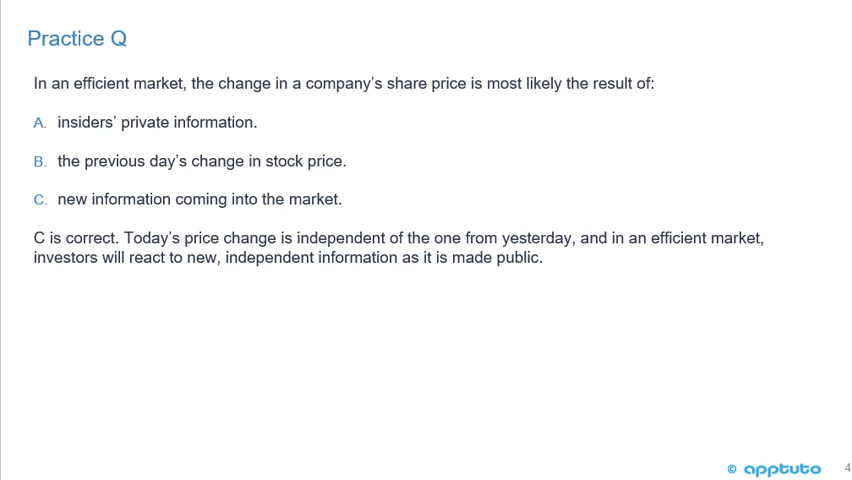 Practice Q
In an efficient market, the change in a company's share price is most likely the result of:
A. insiders' private information.
B. the previous day's change in stock price.
C. new information coming into the market.
C is correct. Today's price change is independent of the one from yesterday, and in an efficient market,
investors will react to new, independent information as it is made public.
© apptuto 4